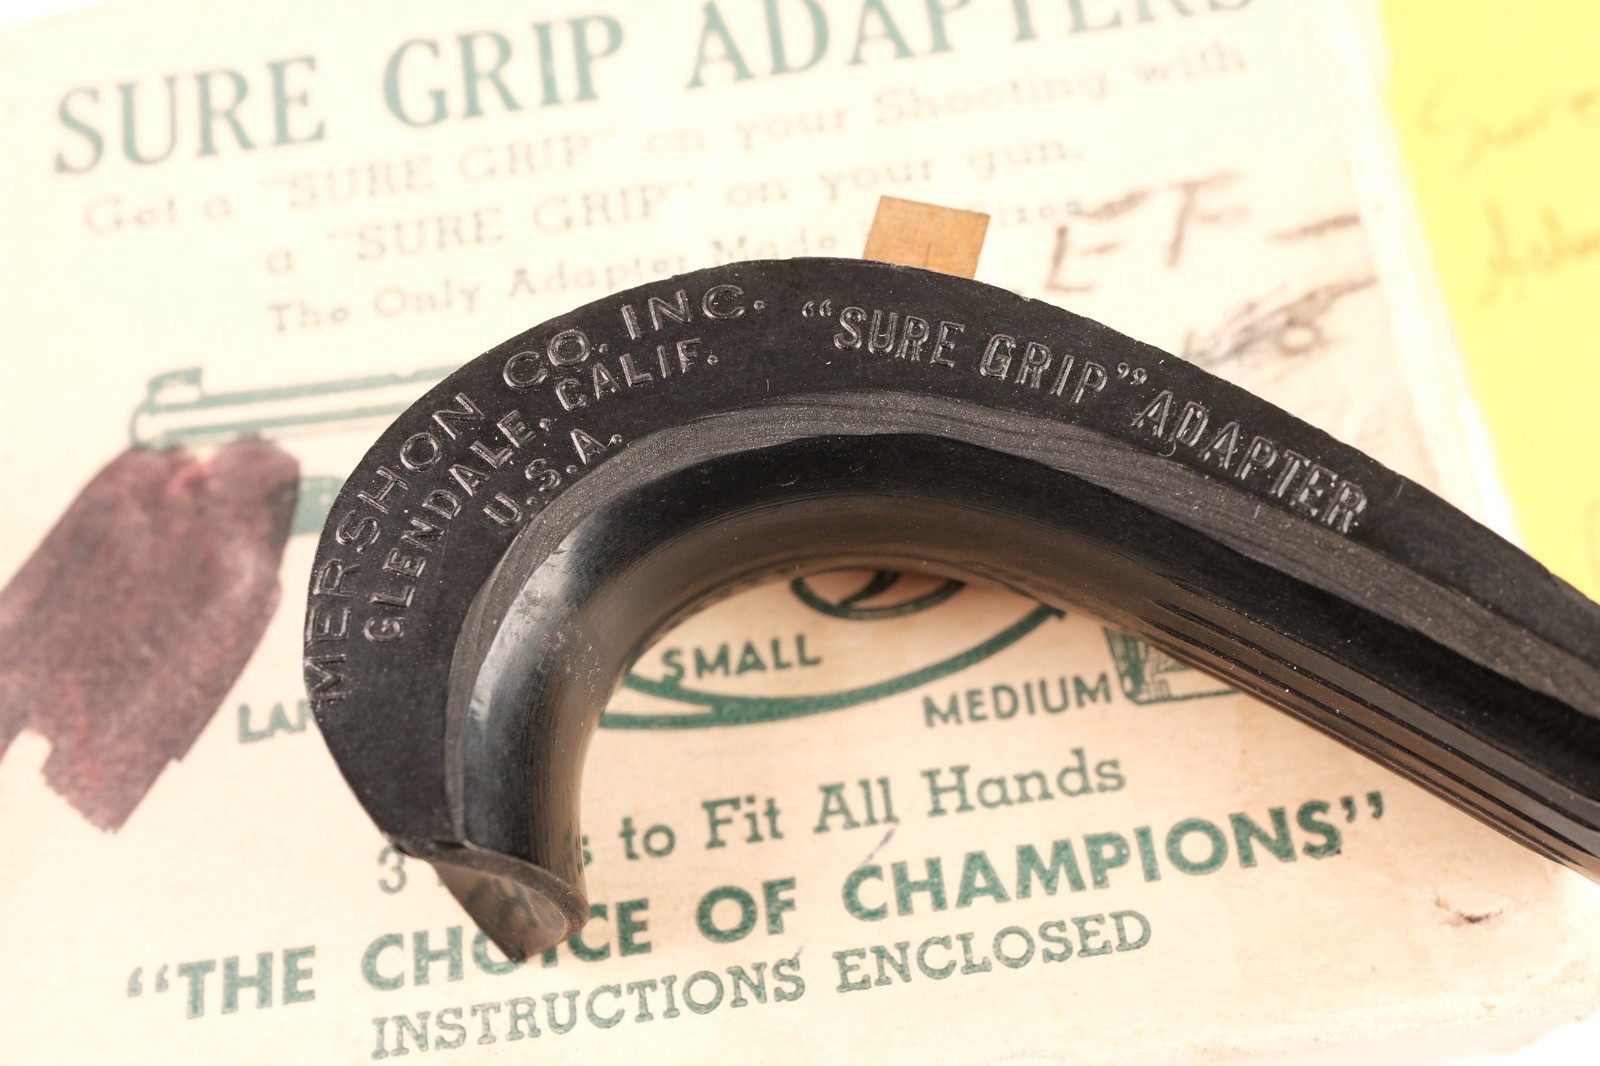 SURE GRIP ADAPTERS
Get a "SURE GRIP" on your Shooting with
a "SURE GRIP" on your gun.
The Only Adapter Made
MERSHON CO. INC.
GLENDALE, CALIF.
U.S.A.
"SURE GRIP" ADAPTER
SMALL
MEDIUM
3 to Fit All Hands
"THE CHOICE OF CHAMPIONS"
INSTRUCTIONS ENCLOSED
Sure